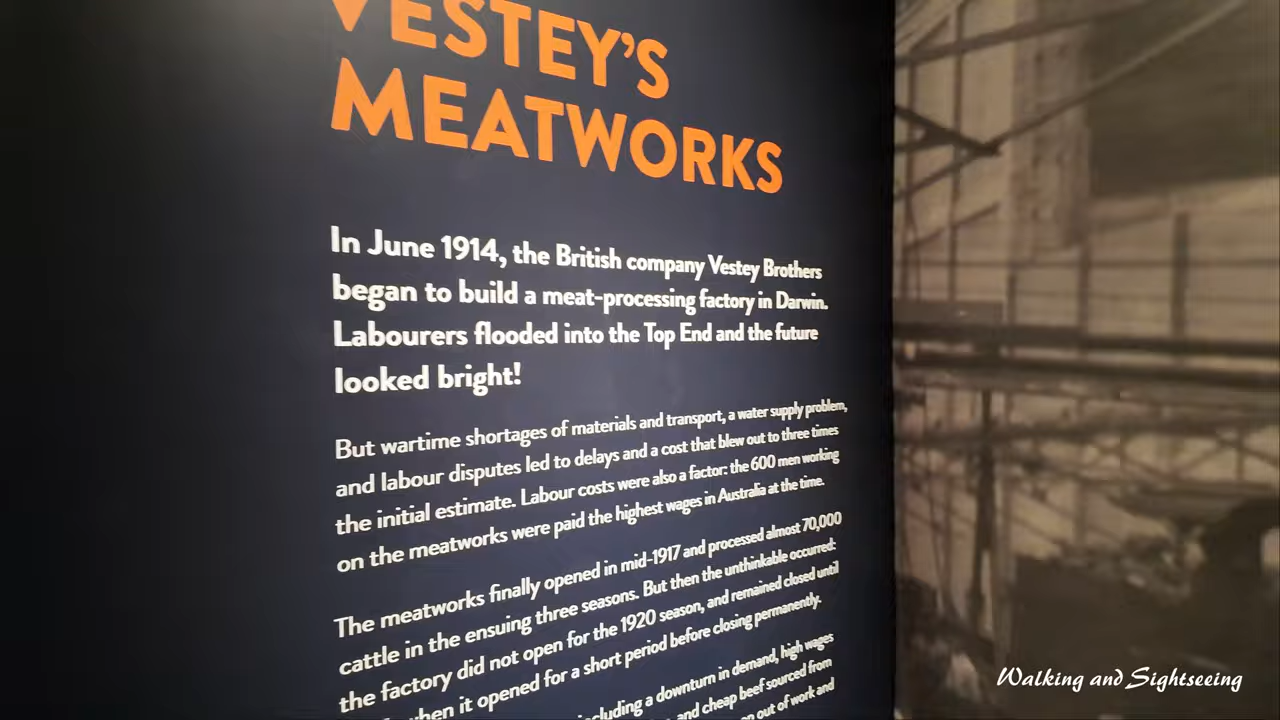 VESTEY'S
MEATWORKS
In June 1914, the British company Vestey Brothers
began to build a meat-processing factory in Darwin.
Labourers flooded into the Top End and the future
looked bright!
But wartime shortages of materials and transport, a water supply problem,
and labour disputes led to delays and a cost that blew out to three times
the initial estimate. Labour costs were also a factor: the 600 men working
on the meatworks were paid the highest wages in Australia at the time.
The meatworks finally opened in mid-1917 and processed almost 70,000
cattle in the ensuing three seasons. But then the unthinkable occurred:
the factory did not open for the 1920 season, and remained closed until
when it opened for a short period before closing permanently.
including a downturn in demand, high wages
and cheap beef sourced from
out of work and
Walking and Sightseeing